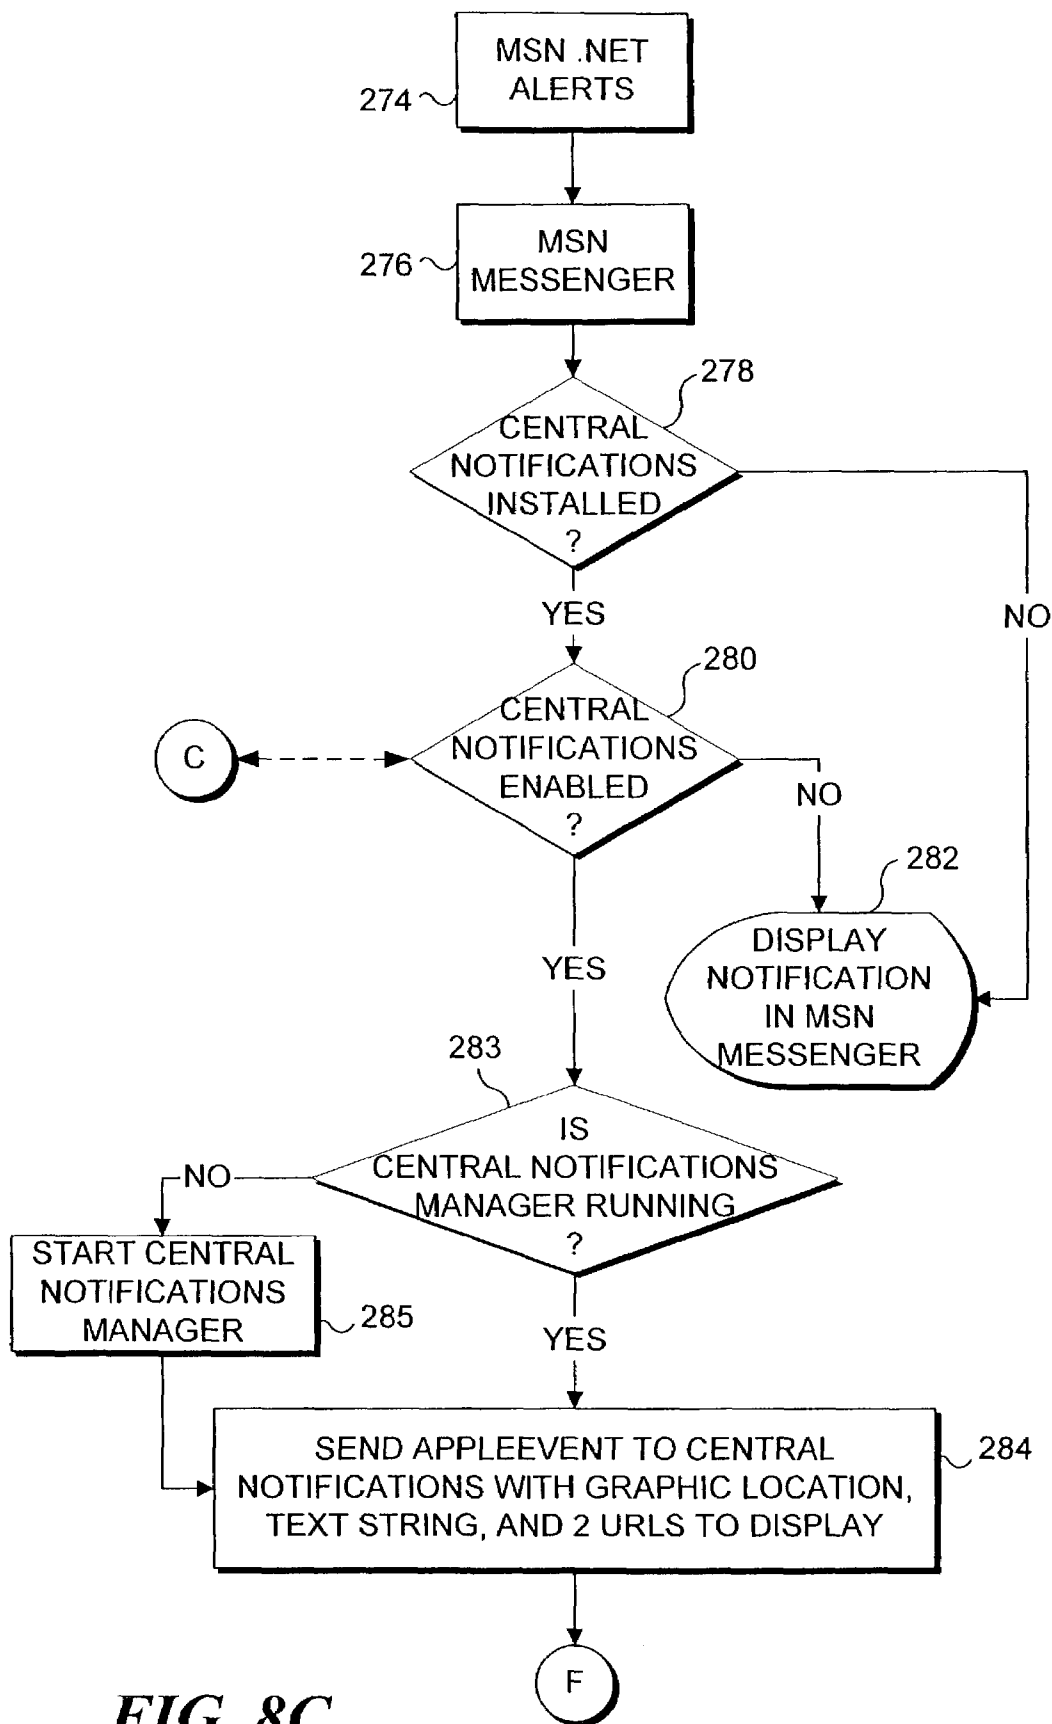 MSN .NET
ALERTS
274
MSN
MESSENGER
276
278
CENTRAL
NOTIFICATIONS
INSTALLED
?
YES
NO
280
CENTRAL
NOTIFICATIONS
ENABLED
?
C
NO
282
DISPLAY
NOTIFICATION
IN MSN
MESSENGER
YES
283
IS
CENTRAL NOTIFICATIONS
MANAGER RUNNING
?
NO
START CENTRAL
NOTIFICATIONS
MANAGER
285
YES
SEND APPLEEVENT TO CENTRAL
NOTIFICATIONS WITH GRAPHIC LOCATION,
TEXT STRING, AND 2 URLS TO DISPLAY
284
F
FIG. 8C